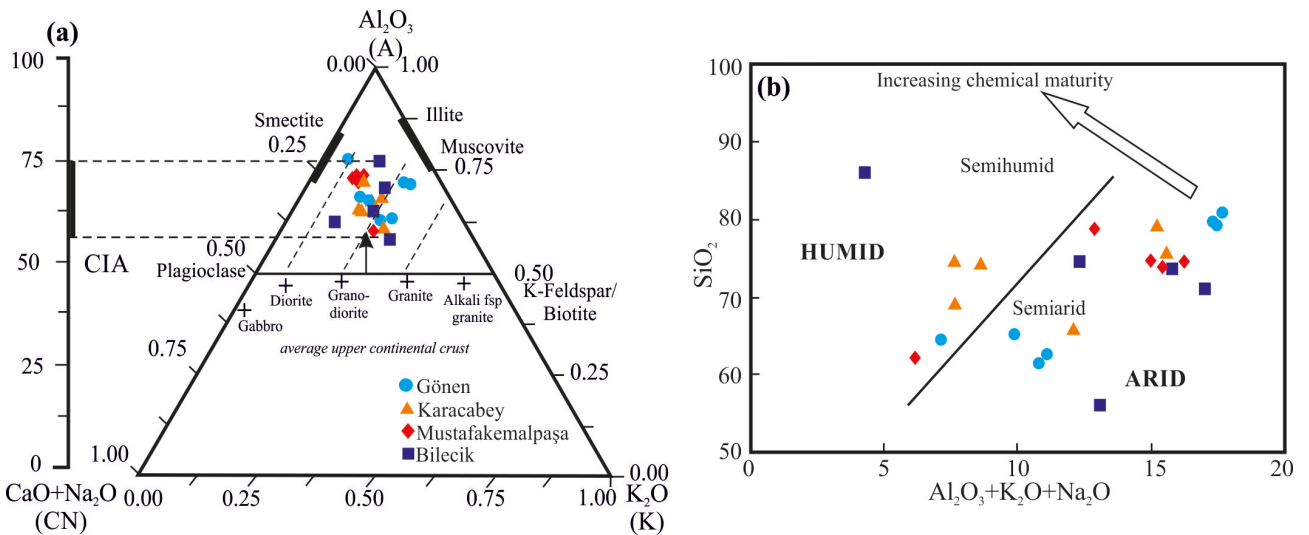 (a)
Al₂O₃
(A)
100
75
50
25
0
CIA
0.00
1.00
Illite
Smectite
0.25
Muscovite
0.75
0.50
Plagioclase
0.50
K-Feldspar/
Biotite
Diorite
Grano-
diorite
Granite
Alkali fsp
granite
Gabbro
average upper continental crust
0.75
0.25
Gönen
Karacabey
Mustafakemalpaşa
Bilecik
1.00
0.00
CaO+Na₂O
(CN)
0.00
0.25
0.50
0.75
1.00
K₂O
(K)
(b)
Increasing chemical maturity
Semihumid
HUMID
Semiarid
ARID
SiO₂
100
90
80
70
60
50
0
5
10
15
20
Al₂O₃+K₂O+Na₂O